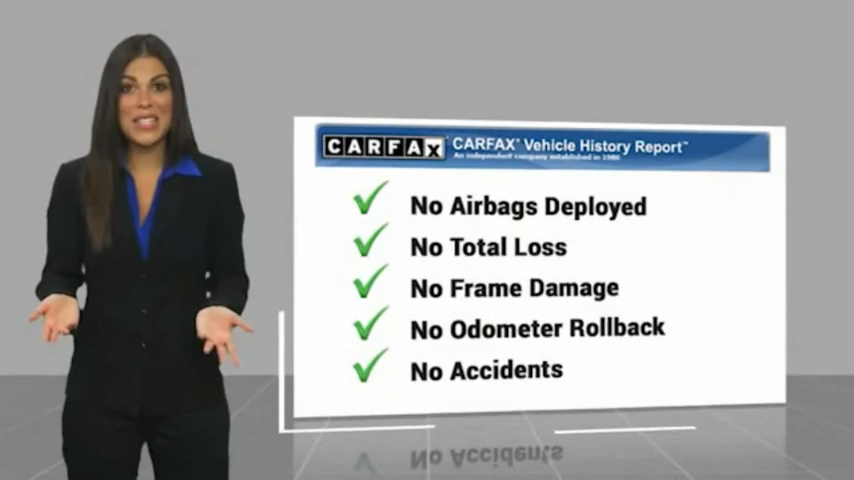 CARFAX CARFAX® Vehicle History Report™
An independent company established in 1986
No Airbags Deployed
No Total Loss
No Frame Damage
No Odometer Rollback
No Accidents
No Accidents